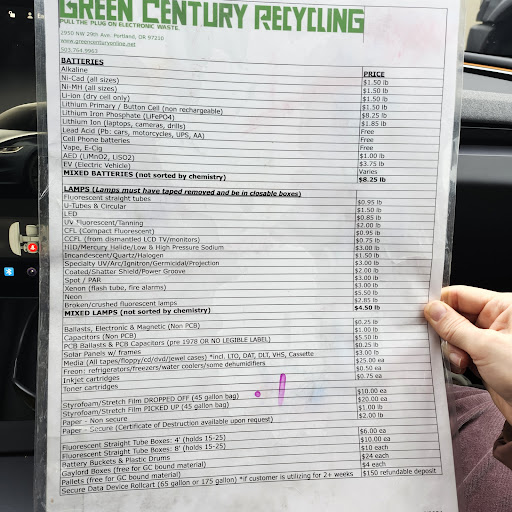 GREEN CENTURY RECYCLING
PULL THE PLUG ON ELECTRONIC WASTE.
1950 NW 29th Ave. Portland, OR 97210
www.greencenturyonline.net
503.764.9963
BATTERIES PRICE
Alkaline $1.50 lb
Ni-Cad (all sizes) $1.50 lb
Ni-MH (all sizes) $1.50 lb
Li-Ion (dry cell only) $1.50 lb
Lithium Primary / Button Cell (non rechargeable) $8.25 lb
Lithium Iron Phosphate (LiFePO4) $1.85 lb
Lithium Ion (laptops, cameras, drills) Free
Lead Acid (Pb: cars, motorcycles, UPS, AA) Free
Cell Phone batteries Free
Vape, E-Cig $1.00 lb
AED (LiMnO2, LiSO2) $3.75 lb
EV (Electric Vehicle) Varies
MIXED BATTERIES (not sorted by chemistry) $8.25 lb
LAMPS (Lamps must have taped removed and be in closable boxes)
Fluorescent straight tubes $0.95 lb
U-Tubes & Circular $1.50 lb
LED $0.85 lb
UV Fluorescent/Tanning $2.00 lb
CFL (Compact Fluorescent) $0.95 lb
CCFL (from dismantled LCD TV/monitors) $0.75 lb
HID/Mercury Halide/Low & High Pressure Sodium $3.00 lb
Incandescent/Quartz/Halogen $1.50 lb
Specialty UV/Arc/Ignitron/Germicidal/Projection $3.00 lb
Coated/Shatter Shield/Power Groove $2.00 lb
Spot / PAR $3.00 lb
Xenon (flash tube, fire alarms) $3.00 lb
Neon $5.50 lb
Broken/crushed fluorescent lamps $2.85 lb
MIXED LAMPS (not sorted by chemistry) $4.50 lb
Ballasts, Electronic & Magnetic (Non PCB) $0.25 lb
Capacitors (Non PCB) $1.00 lb
PCB Ballasts & PCB Capacitors (pre 1978 OR NO LEGIBLE LABEL) $5.50 lb
Solar Panels w/ frames $0.25 lb
Media (All tapes/floppy/cd/dvd/jewel cases) *incl. LTO, DAT, DLT, VHS, Cassette $3.00 lb
Freon: refrigerators/freezers/water coolers/some dehumidifiers $25.00 ea
Inkjet cartridges $0.50 ea
Toner cartridges $0.75 ea
Styrofoam/Stretch Film DROPPED OFF (45 gallon bag) $10.00 ea
Styrofoam/Stretch Film PICKED UP (45 gallon bag) $20.00 ea
Paper - Non secure $1.00 lb
Paper - Secure (Certificate of Destruction available upon request) $2.00 lb
Fluorescent Straight Tube Boxes: 4' (holds 15-25) $6.00 ea
Fluorescent Straight Tube Boxes: 8' (holds 15-25) $10.00 ea
Battery Buckets & Plastic Drums $10 each
Gaylord Boxes (free for GC bound material) $24 each
Pallets (free for GC bound material) $4 each
Secure Data Device Rollcart (65 gallon or 175 gallon) *if customer is utilizing for 2+ weeks $150 refundable deposit